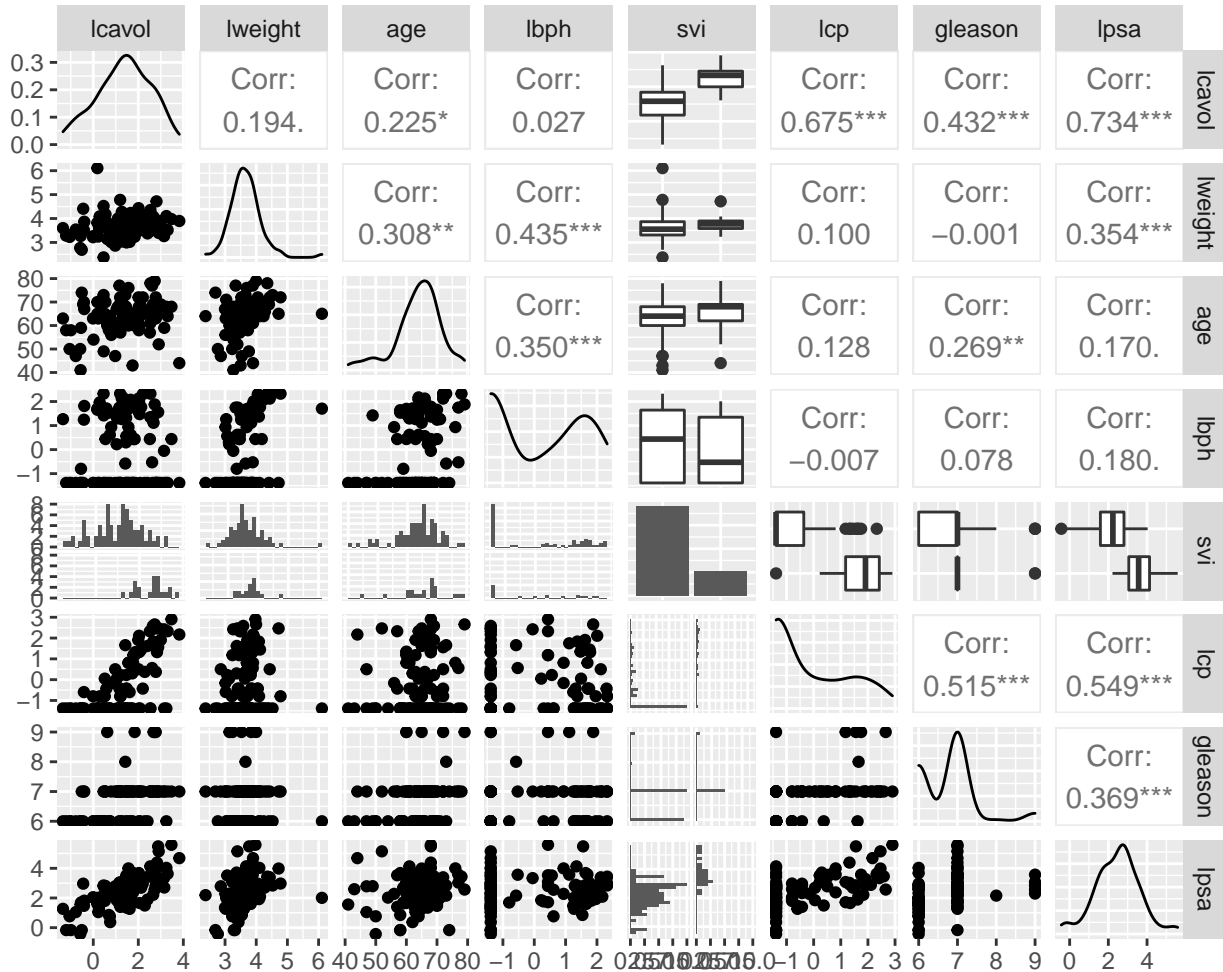 lcavol lweight age lbph svi lcp gleason lpsa
0.3
0.2
0.1
0.0
Corr: 0.194.
Corr: 0.225*
Corr: 0.027
Corr: 0.675***
Corr: 0.432***
Corr: 0.734***
lcavol
6
5
4
3
Corr: 0.308**
Corr: 0.435***
Corr: 0.100
Corr: −0.001
Corr: 0.354***
lweight
80
70
60
50
40
Corr: 0.350***
Corr: 0.128
Corr: 0.269**
Corr: 0.170.
age
2
1
0
−1
Corr: −0.007
Corr: 0.078
Corr: 0.180.
lbph
8
6
4
2
0
8
6
4
2
0
svi
3
2
1
0
−1
Corr: 0.515***
Corr: 0.549***
lcp
9
8
7
6
Corr: 0.369***
gleason
4
2
0
lpsa
0 2 4
3 4 5 6
40 50 60 70 80
−1 0 1 2
−1 0 1 2 3
6 7 8 9
0 2 4